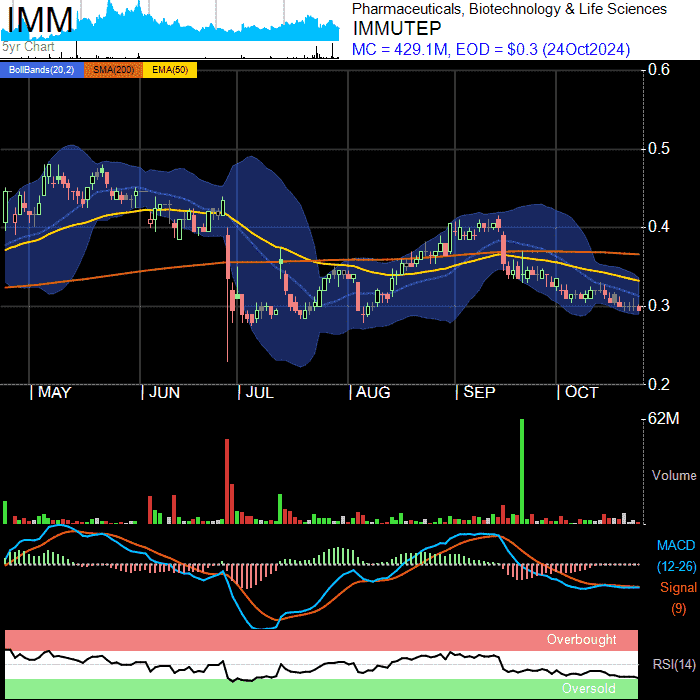 IMM
5yr Chart
Pharmaceuticals, Biotechnology & Life Sciences
IMMUTEP
MC = 429.1M, EOD = $0.3 (24Oct2024)
BollBands(20,2) SMA(200) EMA(50)
0.6
0.5
0.4
0.3
0.2
MAY JUN JUL AUG SEP OCT
62M
Volume
MACD
(12-26)
Signal
(9)
Overbought
RSI(14)
Oversold